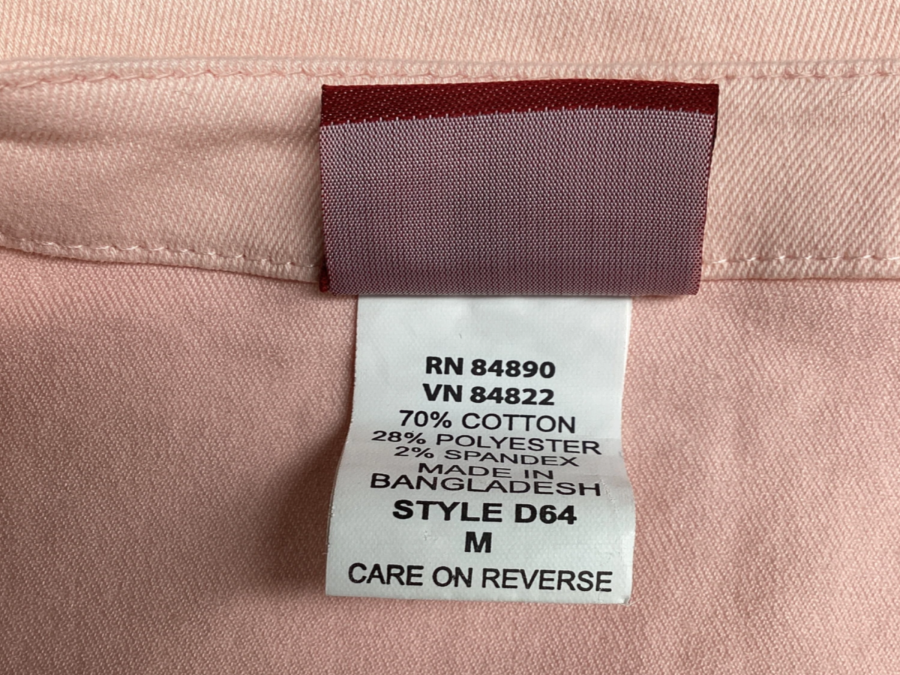 RN 84890
VN 84822
70% COTTON
28% POLYESTER
2% SPANDEX
MADE IN
BANGLADESH
STYLE D64
M
CARE ON REVERSE